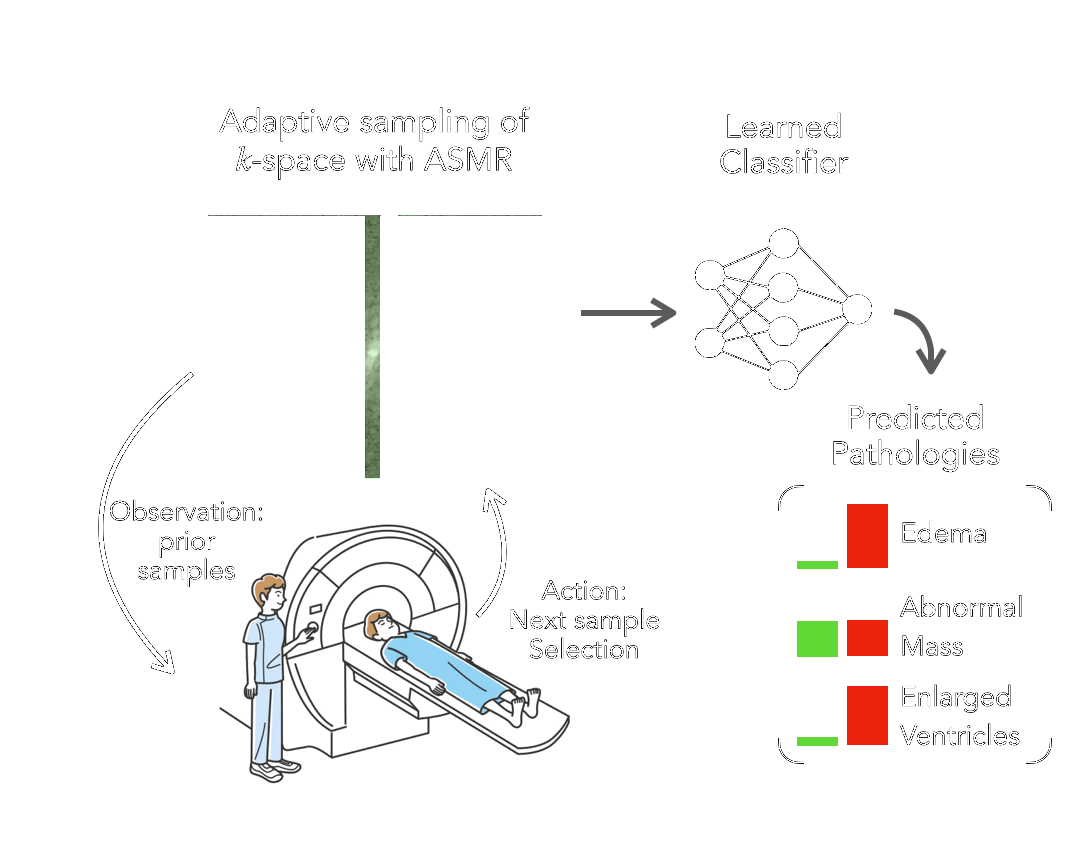 Adaptive sampling of
k-space with ASMR
Learned
Classifier
Predicted
Pathologies
Observation:
prior
samples
Action:
Next sample
Selection
Edema
Abnormal
Mass
Enlarged
Ventricles